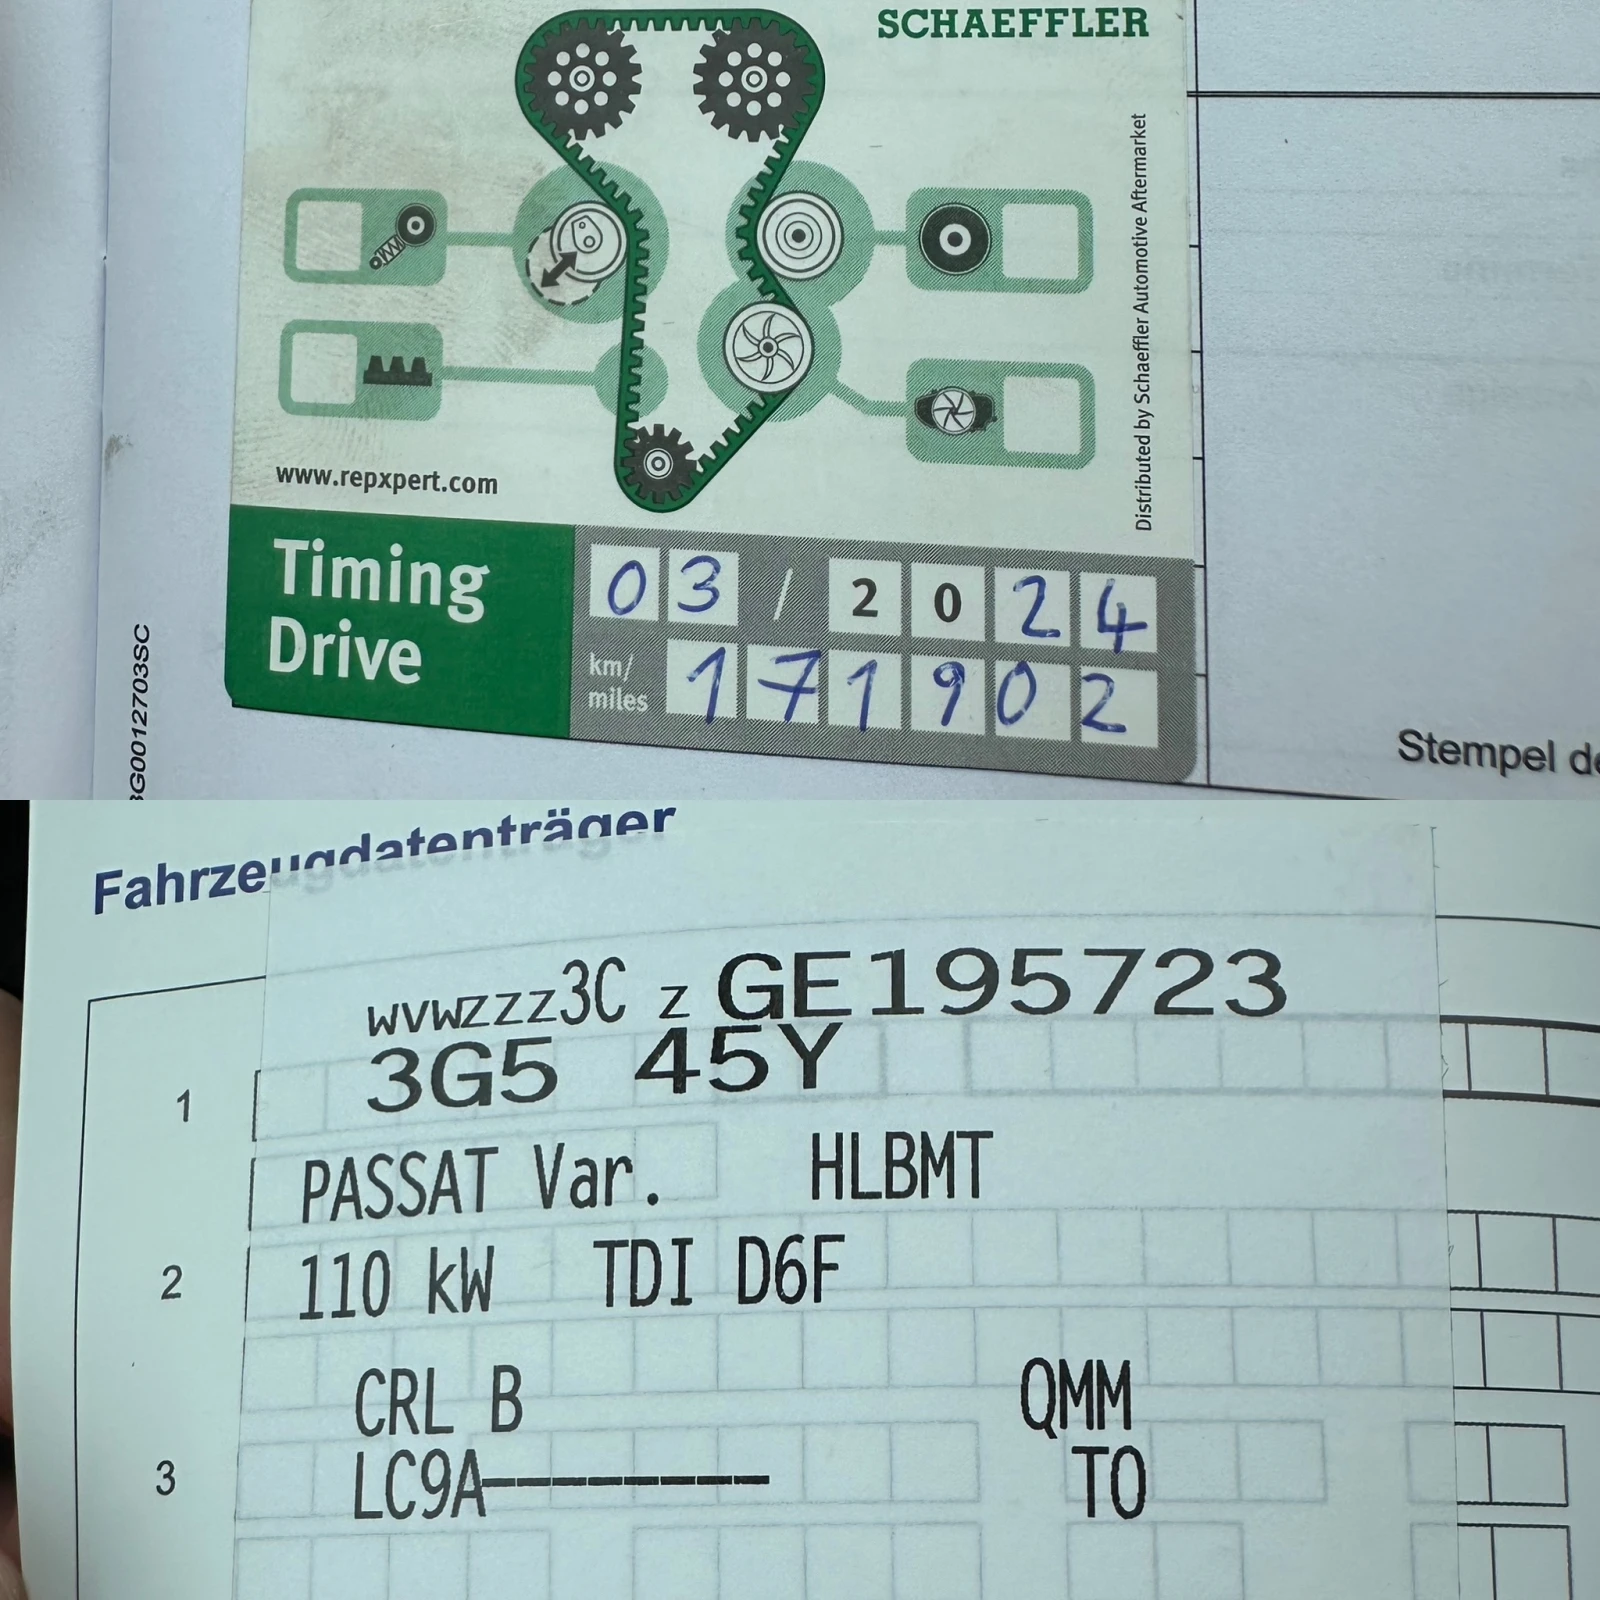 SCHAEFFLER
Distributed by Schaeffler Automotive Aftermarket
www.repxpert.com
Timing
Drive
03 / 2024
km/
miles
171902
3G0012703SC
Stempel de
Fahrzeugdatenträger
WVWZZZ3C Z GE195723
3G5 45Y
1
PASSAT Var. HLBMT
2
110 kW TDI D6F
CRL B QMM
3
LC9A------- TO